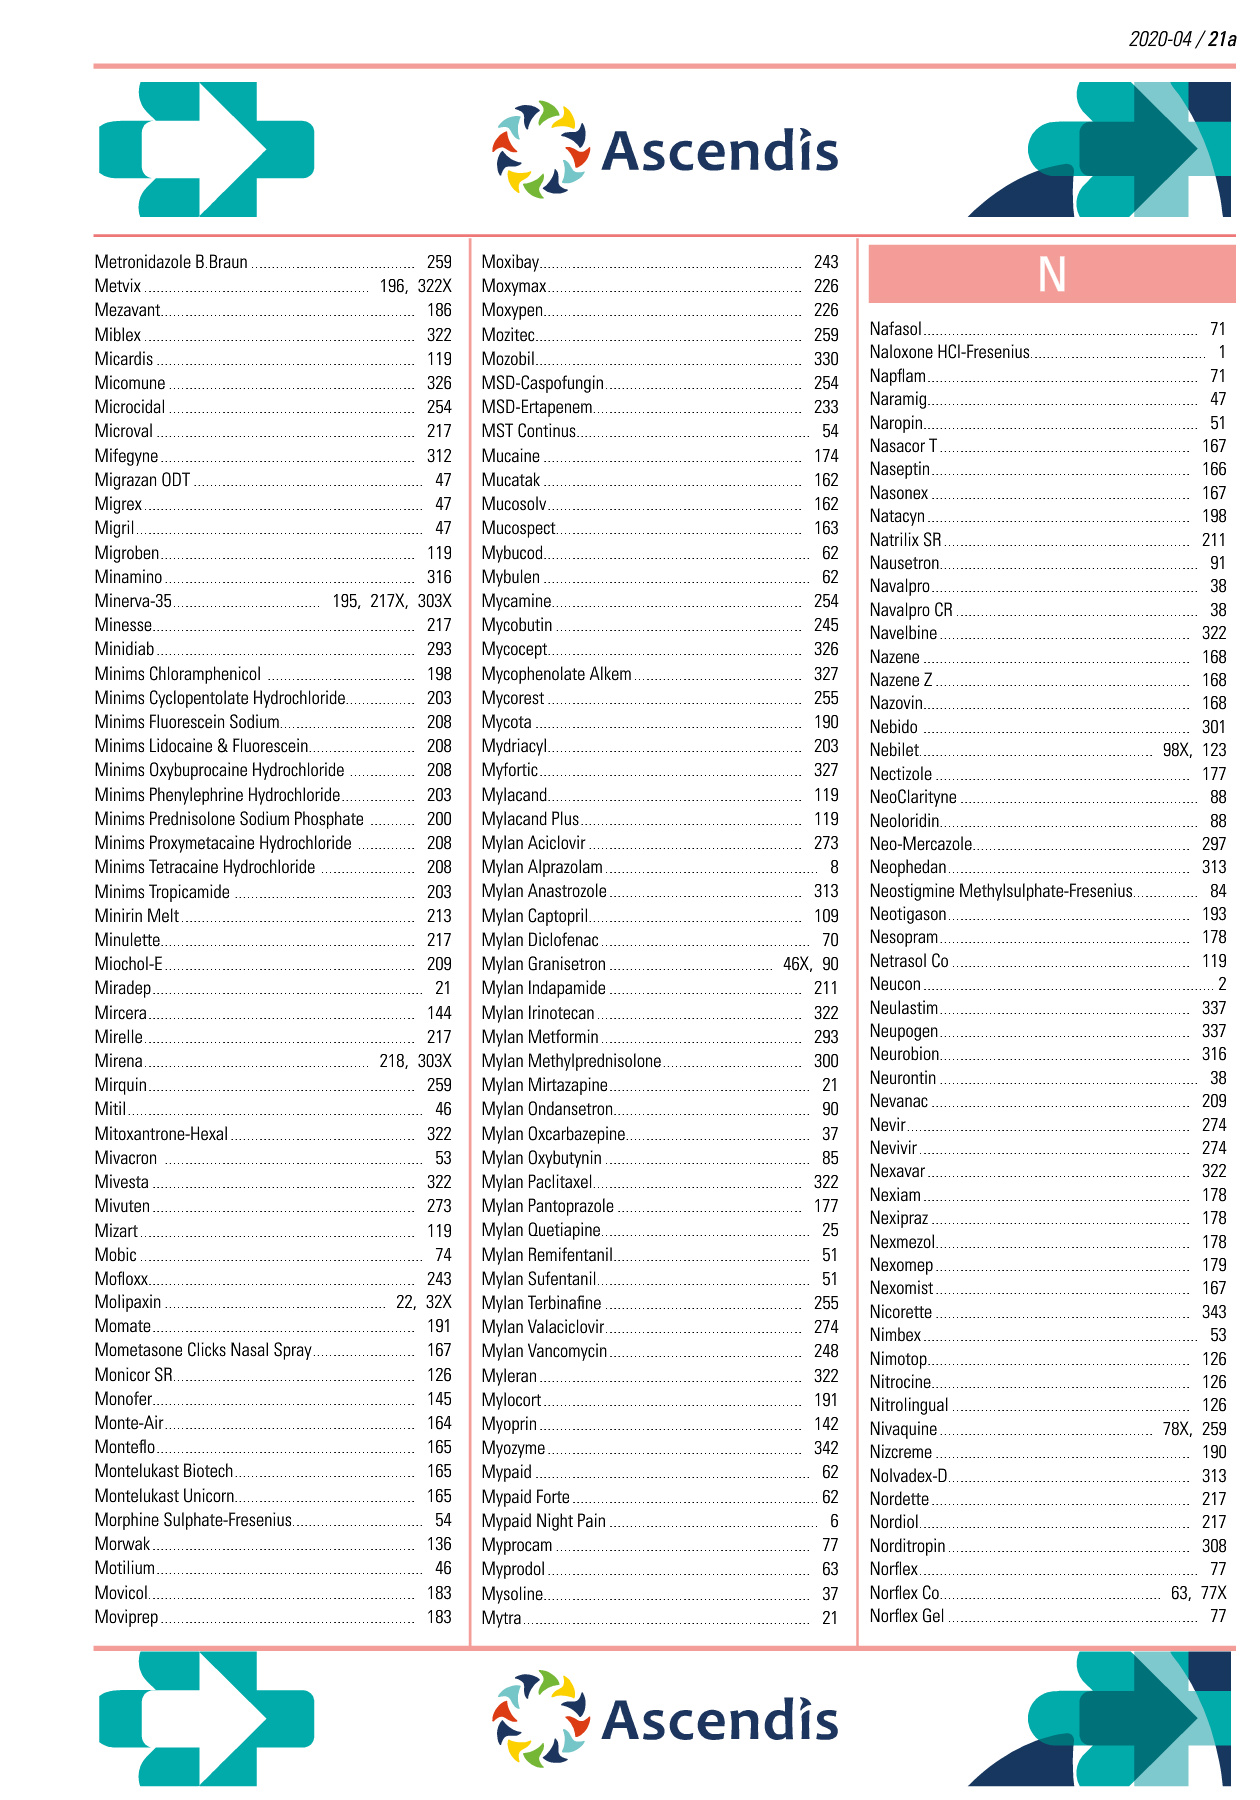 2020-04 / 21a
Ascendis
Metronidazole B.Braun 259
Metvix 196, 322X
Mezavant 186
Miblex 322
Micardis 119
Micomune 326
Microcidal 254
Microval 217
Mifegyne 312
Migrazan ODT 47
Migrex 47
Migril 47
Migroben 119
Minamino 316
Minerva-35 195, 217X, 303X
Minesse 217
Minidiab 293
Minims Chloramphenicol 198
Minims Cyclopentolate Hydrochloride 203
Minims Fluorescein Sodium 208
Minims Lidocaine & Fluorescein 208
Minims Oxybuprocaine Hydrochloride 208
Minims Phenylephrine Hydrochloride 203
Minims Prednisolone Sodium Phosphate 200
Minims Proxymetacaine Hydrochloride 208
Minims Tetracaine Hydrochloride 208
Minims Tropicamide 203
Minirin Melt 213
Minulette 217
Miochol-E 209
Miradep 21
Mircera 144
Mirelle 217
Mirena 218, 303X
Mirquin 259
Mitil 46
Mitoxantrone-Hexal 322
Mivacron 53
Mivesta 322
Mivuten 273
Mizart 119
Mobic 74
Mofloxx 243
Molipaxin 22, 32X
Momate 191
Mometasone Clicks Nasal Spray 167
Monicor SR 126
Monofer 145
Monte-Air 164
Monteflo 165
Montelukast Biotech 165
Montelukast Unicorn 165
Morphine Sulphate-Fresenius 54
Morwak 136
Motilium 46
Movicol 183
Moviprep 183
Moxibay 243
Moxymax 226
Moxypen 226
Mozitec 259
Mozobil 330
MSD-Caspofungin 254
MSD-Ertapenem 233
MST Continus 54
Mucaine 174
Mucatak 162
Mucosolv 162
Mucospect 163
Mybucod 62
Mybulen 62
Mycamine 254
Mycobutin 245
Mycocept 326
Mycophenolate Alkem 327
Mycorest 255
Mycota 190
Mydriacyl 203
Myfortic 327
Mylacand 119
Mylacand Plus 119
Mylan Aciclovir 273
Mylan Alprazolam 8
Mylan Anastrozole 313
Mylan Captopril 109
Mylan Diclofenac 70
Mylan Granisetron 46X, 90
Mylan Indapamide 211
Mylan Irinotecan 322
Mylan Metformin 293
Mylan Methylprednisolone 300
Mylan Mirtazapine 21
Mylan Ondansetron 90
Mylan Oxcarbazepine 37
Mylan Oxybutynin 85
Mylan Paclitaxel 322
Mylan Pantoprazole 177
Mylan Quetiapine 25
Mylan Remifentanil 51
Mylan Sufentanil 51
Mylan Terbinafine 255
Mylan Valaciclovir 274
Mylan Vancomycin 248
Myleran 322
Mylocort 191
Myoprin 142
Myozyme 342
Mypaid 62
Mypaid Forte 62
Mypaid Night Pain 6
Myprocam 77
Myprodol 63
Mysoline 37
Mytra 21
N
Nafasol 71
Naloxone HCl-Fresenius 1
Napflam 71
Naramig 47
Naropin 51
Nasacor T 167
Naseptin 166
Nasonex 167
Natacyn 198
Natrilix SR 211
Nausetron 91
Navalpro 38
Navalpro CR 38
Navelbine 322
Nazene 168
Nazene Z 168
Nazovin 168
Nebido 301
Nebilet 98X, 123
Nectizole 177
NeoClarityne 88
Neoloridin 88
Neo-Mercazole 297
Neophedan 313
Neostigmine Methylsulphate-Fresenius 84
Neotigason 193
Nesopram 178
Netrasol Co 119
Neucon 2
Neulastim 337
Neupogen 337
Neurobion 316
Neurontin 38
Nevanac 209
Nevir 274
Nevivir 274
Nexavar 322
Nexiam 178
Nexipraz 178
Nexmezol 178
Nexomep 179
Nexomist 167
Nicorette 343
Nimbex 53
Nimotop 126
Nitrocine 126
Nitrolingual 126
Nivaquine 78X, 259
Nizcreme 190
Nolvadex-D 313
Nordette 217
Nordiol 217
Norditropin 308
Norflex 77
Norflex Co 63, 77X
Norflex Gel 77
Ascendis